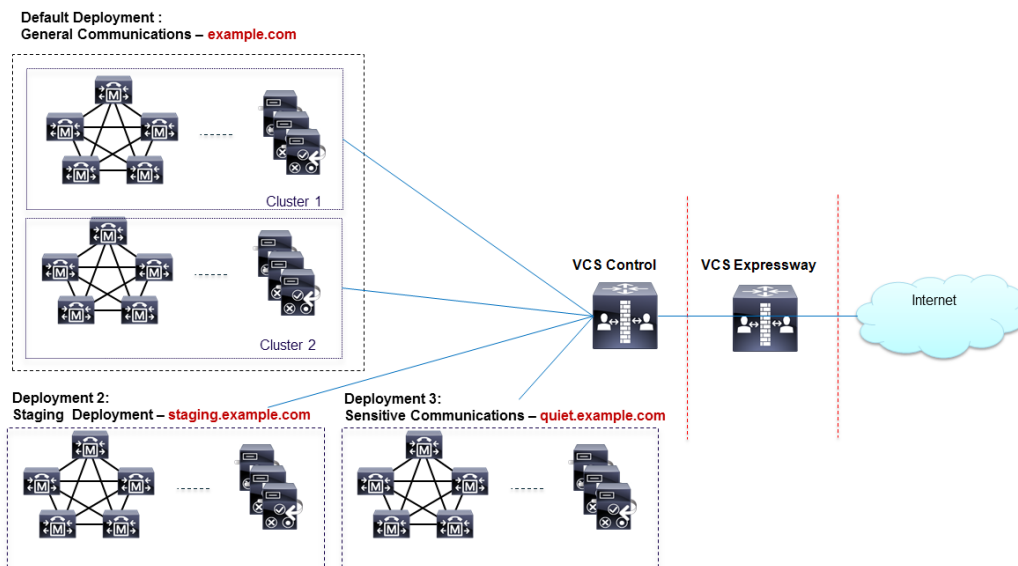 Default Deployment :
General Communications – example.com
M
M
M
M
M
Cluster 1
M
M
M
M
M
Cluster 2
VCS Control
VCS Expressway
Internet
Deployment 2:
Staging Deployment – staging.example.com
M
M
M
M
M
Deployment 3:
Sensitive Communications – quiet.example.com
M
M
M
M
M